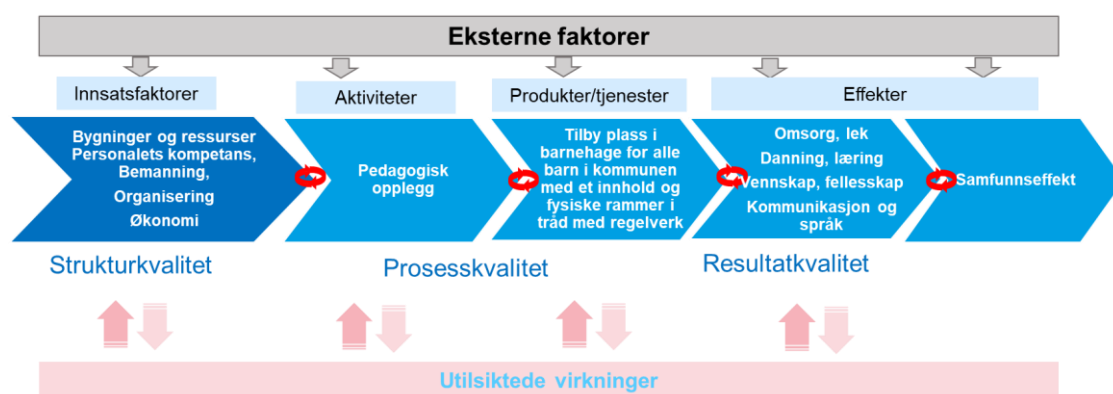 Eksterne faktorer
Innsatsfaktorer
Aktiviteter
Produkter/tjenester
Effekter
Bygninger og ressurser
Personalets kompetans,
Bemanning,
Organisering
Økonomi
Pedagogisk
opplegg
Tilby plass i
barnehage for alle
barn i kommunen
med et innhold og
fysiske rammer i
tråd med regelverk
Omsorg, lek
Danning, læring
Vennskap, fellesskap
Kommunikasjon og
språk
Samfunnseffekt
Strukturkvalitet
Prosesskvalitet
Resultatkvalitet
Utilsiktede virkninger